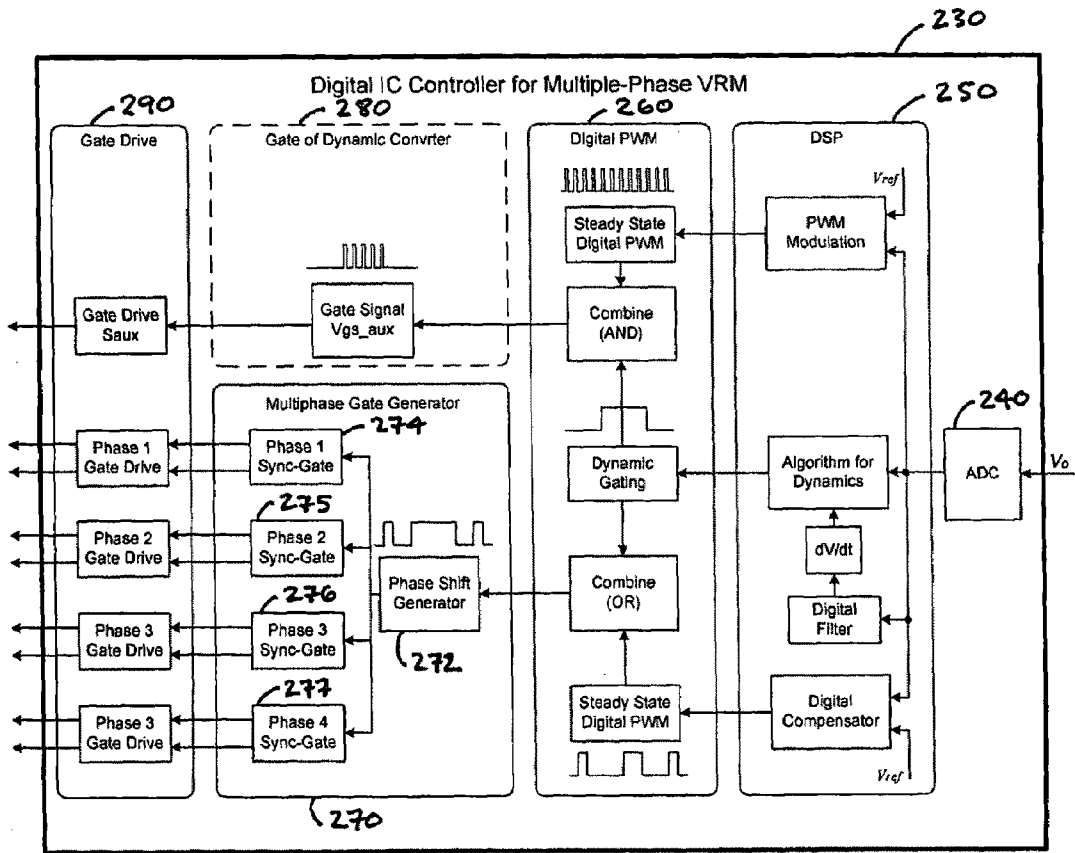 230
Digital IC Controller for Multiple-Phase VRM
290
280
260
250
Gate Drive
Gate of Dynamic Convrter
Digital PWM
DSP
Vref
Steady State
Digital PWM
PWM
Modulation
Gate Drive
Saux
Gate Signal
Vgs_aux
Combine
(AND)
Multiphase Gate Generator
240
Phase 1
Gate Drive
Phase 1
Sync-Gate
274
Dynamic
Gating
Algorithm for
Dynamics
ADC
Vo
275
Phase 2
Gate Drive
Phase 2
Sync-Gate
dV/dt
Phase Shift
Generator
Combine
(OR)
276
Phase 3
Gate Drive
Phase 3
Sync-Gate
Digital
Filter
272
277
Phase 3
Gate Drive
Phase 4
Sync-Gate
Steady State
Digital PWM
Digital
Compensator
Vref
270